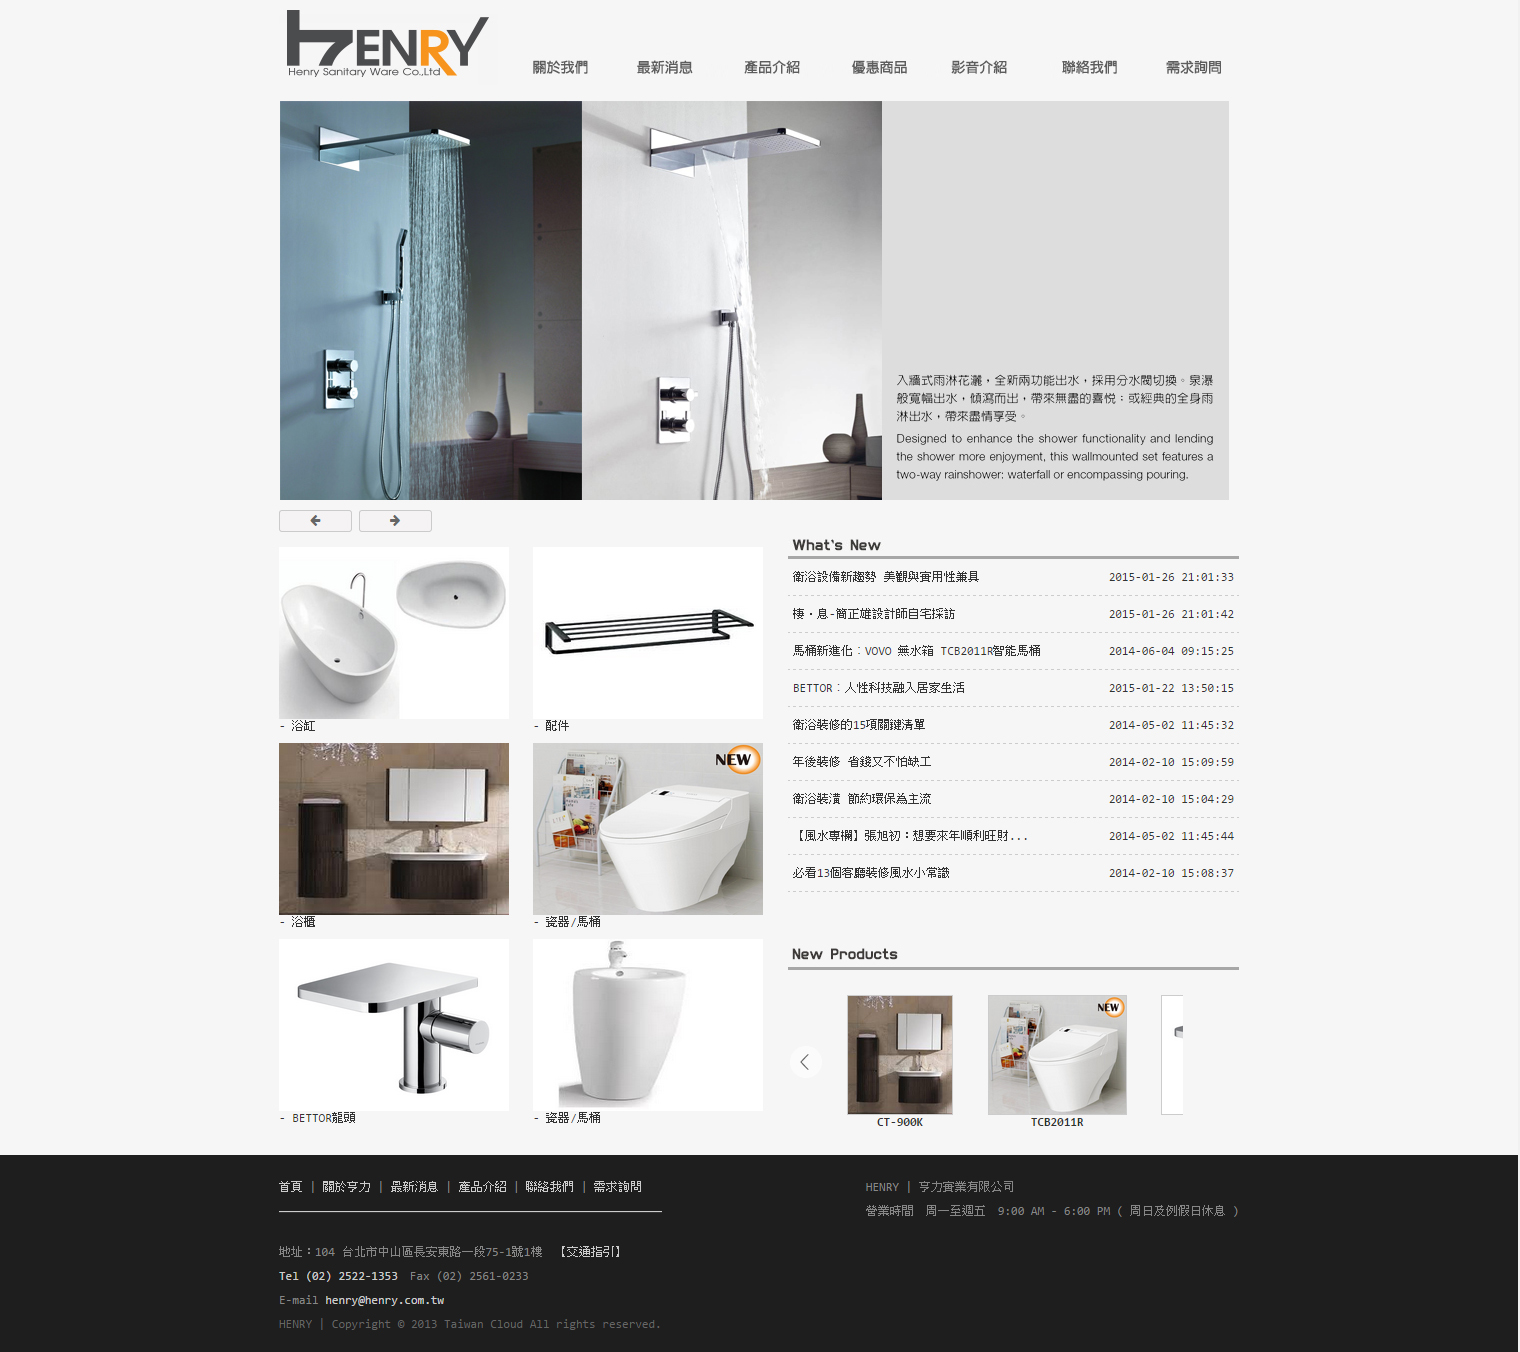 HENRY
Henry Sanitary Ware Co.,Ltd
關於我們
最新消息
產品介紹
優惠商品
影音介紹
聯絡我們
需求詢問
入牆式雨淋花灑，全新兩功能出水，採用分水閥切換。泉瀑
般寬幅出水，傾瀉而出，帶來無盡的喜悅；或經典的全身雨
淋出水，帶來盡情享受。
Designed to enhance the shower functionality and lending
the shower more enjoyment, this wallmounted set features a
two-way rainshower: waterfall or encompassing pouring.
- 浴缸
- 配件
NEW
- 浴櫃
- 瓷器/馬桶
- BETTOR龍頭
- 瓷器/馬桶
What's New
衛浴設備新趨勢 美觀與實用性兼具 2015-01-26 21:01:33
棲・息-簡正雄設計師自宅採訪 2015-01-26 21:01:42
馬桶新進化：VOVO 無水箱 TCB2011R智能馬桶 2014-06-04 09:15:25
BETTOR：人性科技融入居家生活 2015-01-22 13:50:15
衛浴裝修的15項關鍵清單 2014-05-02 11:45:32
年後裝修 省錢又不怕缺工 2014-02-10 15:09:59
衛浴裝潢 節約環保為主流 2014-02-10 15:04:29
【風水專欄】張旭初：想要來年順利旺財... 2014-05-02 11:45:44
必看13個客廳裝修風水小常識 2014-02-10 15:08:37
New Products
NEW
CT-900K
TCB2011R
首頁 | 關於亨力 | 最新消息 | 產品介紹 | 聯絡我們 | 需求詢問
地址：104 台北市中山區長安東路一段75-1號1樓 【交通指引】
Tel (02) 2522-1353 Fax (02) 2561-0233
E-mail henry@henry.com.tw
HENRY | Copyright © 2013 Taiwan Cloud All rights reserved.
HENRY | 亨力實業有限公司
營業時間 周一至週五 9:00 AM - 6:00 PM ( 周日及例假日休息 )